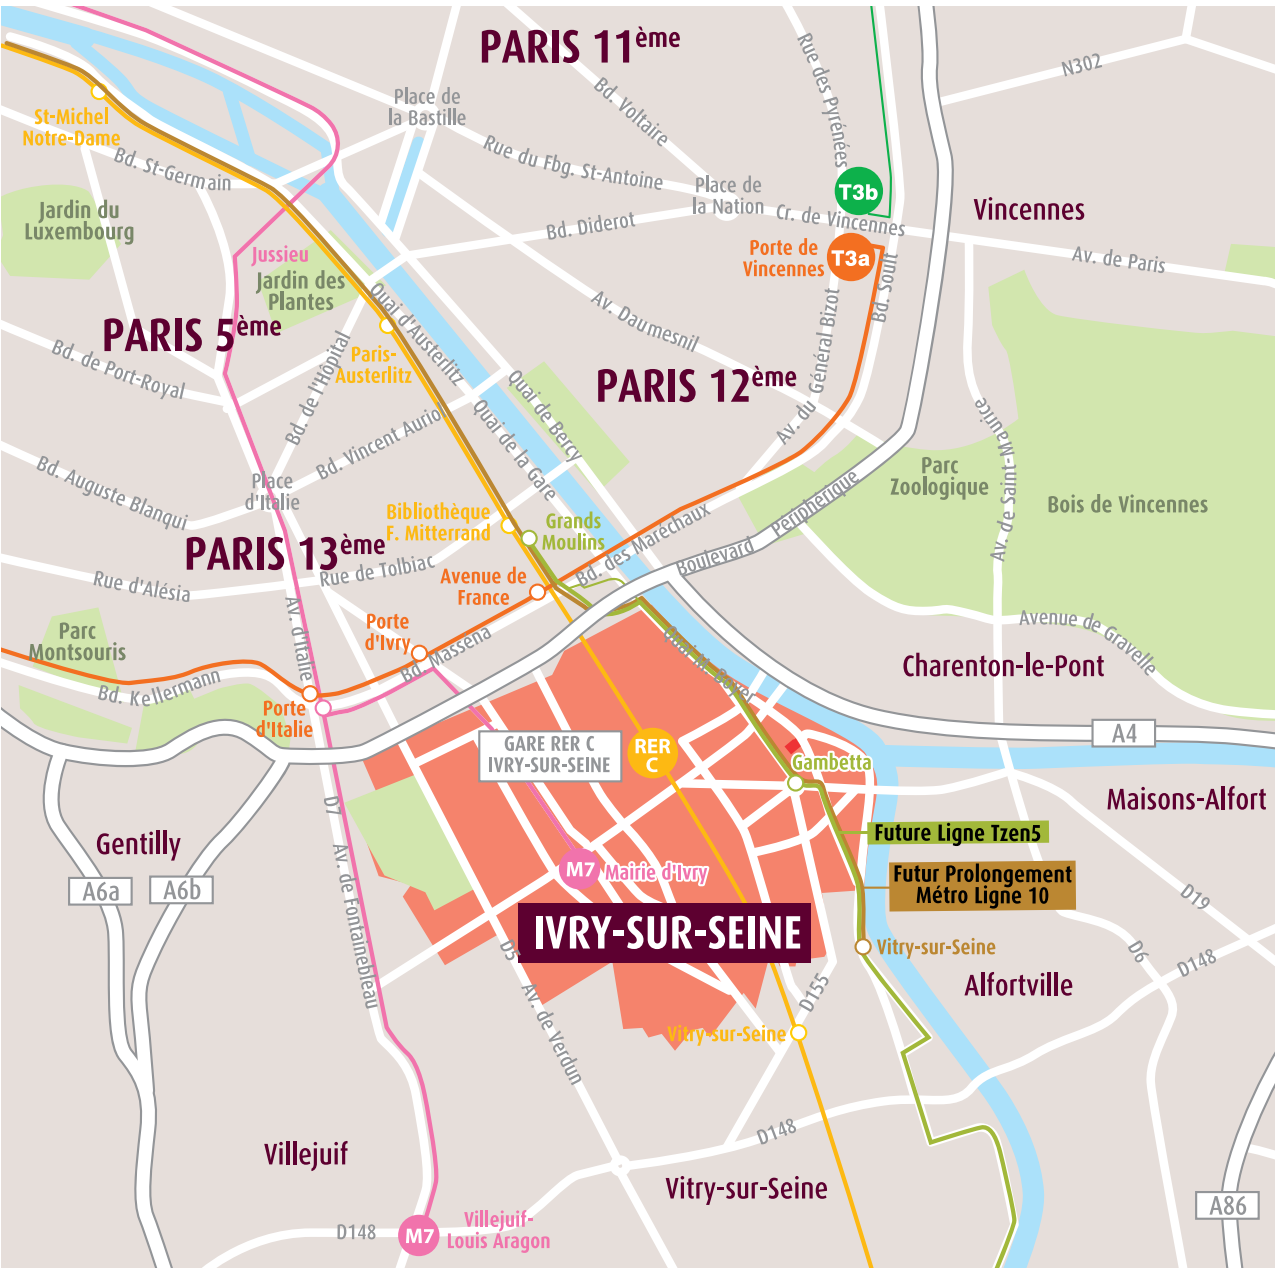 PARIS 11ème
N302
Rue des Pyrénées
Bd. Voltaire
Place de
la Bastille
St-Michel
Notre-Dame
Bd. St-Germain
Rue du Fbg. St-Antoine
Place de
la Nation
T3b
Cr. de Vincennes
Vincennes
Jardin du
Luxembourg
Bd. Diderot
Porte de
Vincennes
T3a
Av. de Paris
Jussieu
Jardin des
Plantes
Quai d'Austerlitz
Av. Daumesnil
Bd. Soult
Av. du Général Bizot
PARIS 5ème
Bd. de Port-Royal
Paris-
Austerlitz
Bd. de l'Hôpital
PARIS 12ème
Quai de Bercy
Quai de la Gare
Bd. Vincent Auriol
Av. de Saint-Maurice
Bd. Auguste Blanqui
Place
d'Italie
Parc
Zoologique
Bois de Vincennes
Bibliothèque
F. Mitterrand
Grands
Moulins
Bd. des Maréchaux
Boulevard Périphérique
PARIS 13ème
Rue de Tolbiac
Rue d'Alésia
Avenue de
France
Av. d'Italie
Porte
d'Ivry
Bd. Masséna
Parc
Montsouris
Bd. Kellermann
Porte
d'Italie
Quai M. Boyer
Avenue de Gravelle
Charenton-le-Pont
A4
GARE RER C
IVRY-SUR-SEINE
RER
C
Gambetta
Maisons-Alfort
D7
Gentilly
Future Ligne Tzen5
A6a
A6b
Av. de Fontainebleau
M7
Mairie d'Ivry
Futur Prolongement
Métro Ligne 10
D19
IVRY-SUR-SEINE
D5
Vitry-sur-Seine
D6
D148
Alfortville
D155
Av. de Verdun
Vitry-sur-Seine
D148
Villejuif
Vitry-sur-Seine
A86
D148
M7
Villejuif-
Louis Aragon